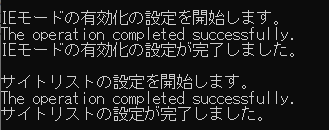 IEモードの有効化の設定を開始します。
The operation completed successfully.
IEモードの有効化の設定が完了しました。
サイトリストの設定を開始します。
The operation completed successfully.
サイトリストの設定が完了しました。